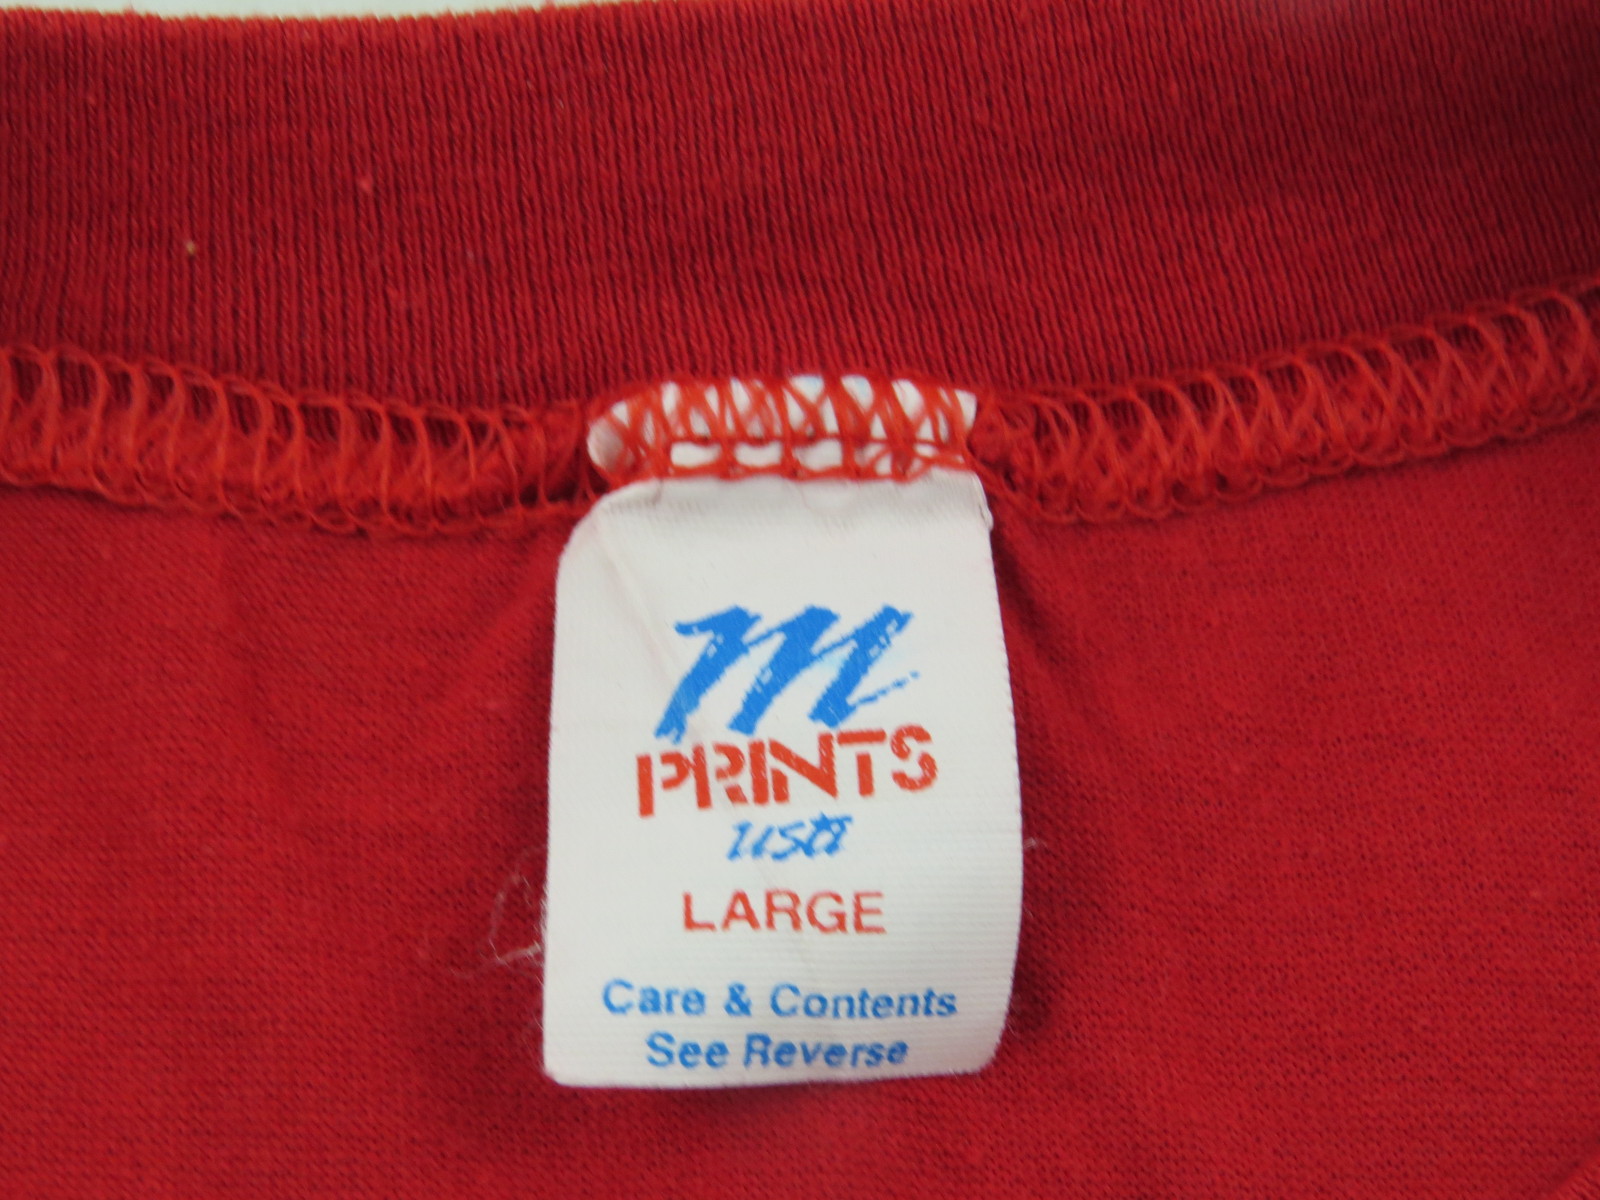 M
PRINTS
USA
LARGE
Care & Contents
See Reverse